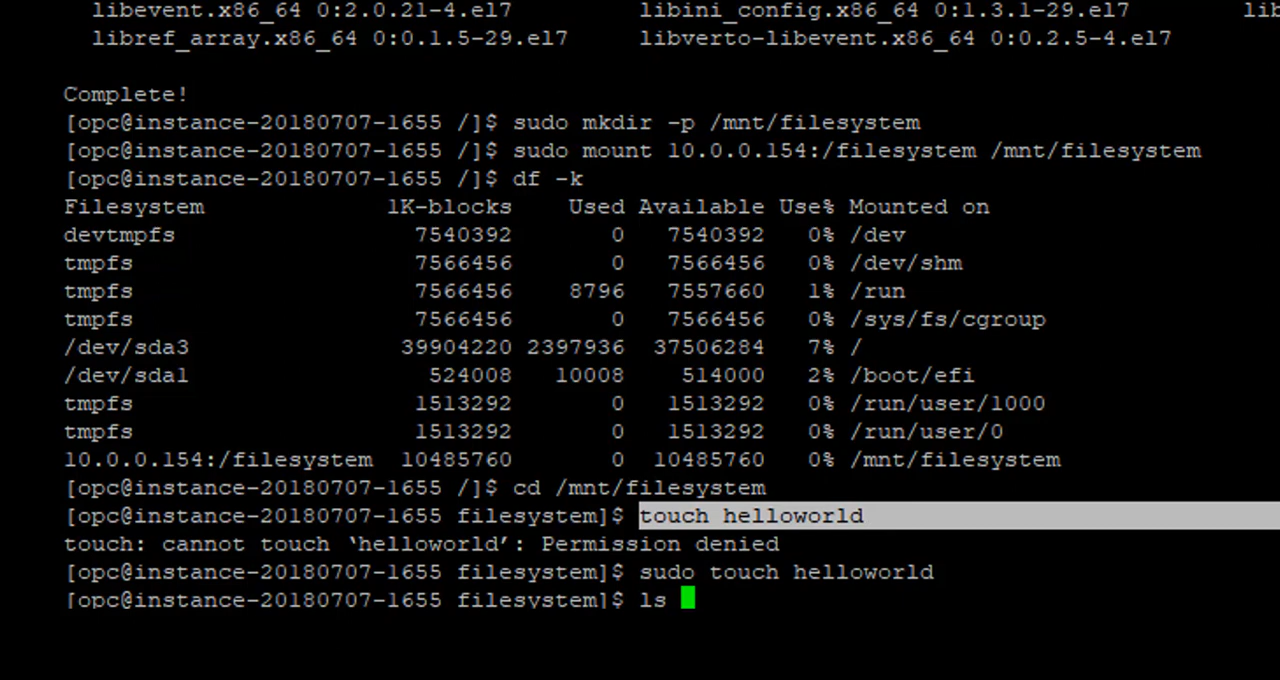 libevent.x86_64 0:2.0.21-4.el7 libini_config.x86_64 0:1.3.1-29.el7 lib
libref_array.x86_64 0:0.1.5-29.el7 libverto-libevent.x86_64 0:0.2.5-4.el7
Complete!
[opc@instance-20180707-1655 /]$ sudo mkdir -p /mnt/filesystem
[opc@instance-20180707-1655 /]$ sudo mount 10.0.0.154:/filesystem /mnt/filesystem
[opc@instance-20180707-1655 /]$ df -k
Filesystem 1K-blocks Used Available Use% Mounted on
devtmpfs 7540392 0 7540392 0% /dev
tmpfs 7566456 0 7566456 0% /dev/shm
tmpfs 7566456 8796 7557660 1% /run
tmpfs 7566456 0 7566456 0% /sys/fs/cgroup
/dev/sda3 39904220 2397936 37506284 7% /
/dev/sda1 524008 10008 514000 2% /boot/efi
tmpfs 1513292 0 1513292 0% /run/user/1000
tmpfs 1513292 0 1513292 0% /run/user/0
10.0.0.154:/filesystem 10485760 0 10485760 0% /mnt/filesystem
[opc@instance-20180707-1655 /]$ cd /mnt/filesystem
[opc@instance-20180707-1655 filesystem]$ touch helloworld
touch: cannot touch ‘helloworld’: Permission denied
[opc@instance-20180707-1655 filesystem]$ sudo touch helloworld
[opc@instance-20180707-1655 filesystem]$ ls